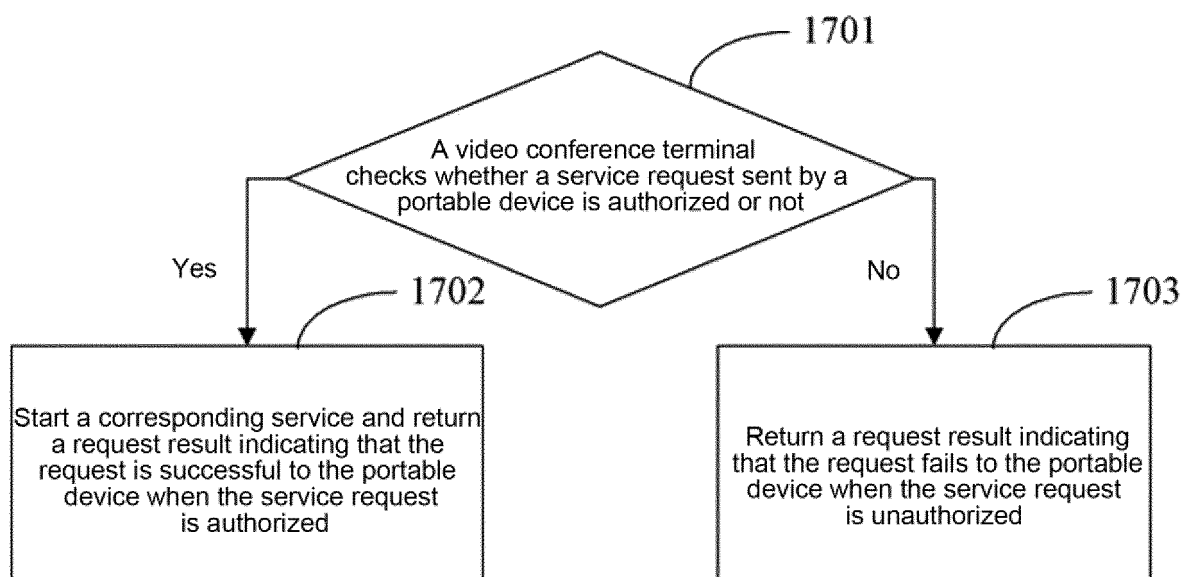 1701
A video conference terminal
checks whether a service request sent by a
portable device is authorized or not
Yes
No
1702
1703
Start a corresponding service and return
a request result indicating that the
request is successful to the portable
device when the service request
is authorized
Return a request result indicating
that the request fails to the portable
device when the service request
is unauthorized